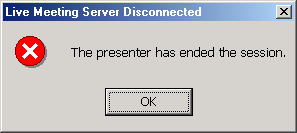 Live Meeting Server Disconnected
The presenter has ended the session.
OK